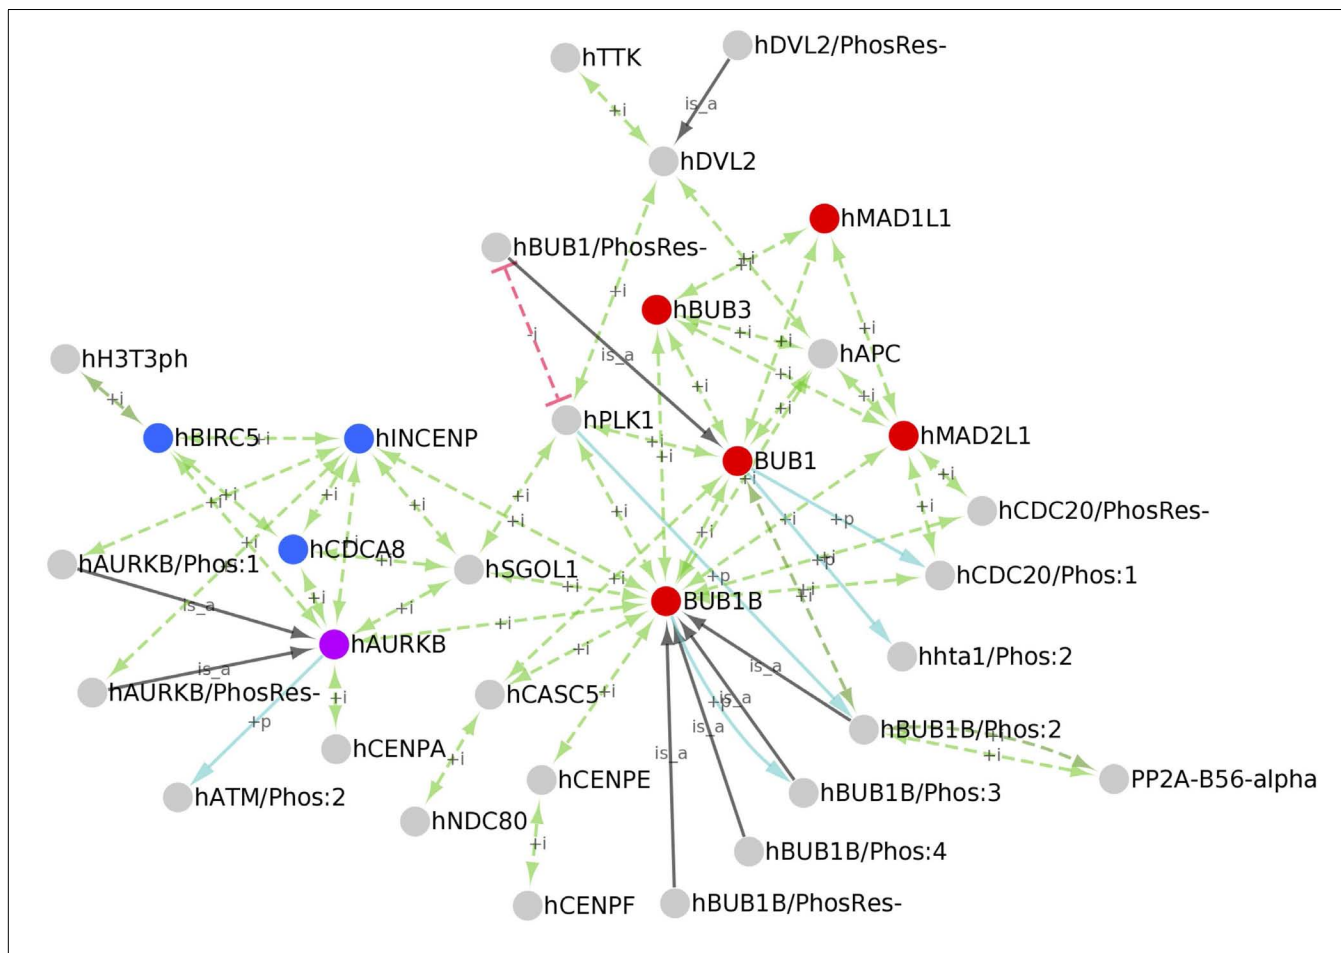 hTTK
hDVL2/PhosRes-
is_a
+i
hDVL2
hMAD1L1
hBUB1/PhosRes-
+i
+i
+i
hBUB3
+i
-i
+i
+i
is_a
hAPC
hH3T3ph
+i
+i
+i
+i
+i
hPLK1
hBIRC5
+i
hINCENP
+i
hMAD2L1
+i
BUB1
+i
+i
+i
+i
+i
+i
+i
+i
+i
hCDC20/PhosRes-
+i
+i
+i
+i
+p
+i
hCDCA8
+i
+i
+i
+p
hAURKB/Phos:1
hSGOL1
+i
+i
+p
hCDC20/Phos:1
is_a
+i
+i
BUB1B
+i
+i
hAURKB
+i
+i
hhta1/Phos:2
is_a
is_a
hAURKB/PhosRes-
+i
hCASC5
+i
+p
is_a
+p
is_a
hBUB1B/Phos:2
hCENPA
is_a
+i
+i
+i
hCENPE
PP2A-B56-alpha
hATM/Phos:2
hBUB1B/Phos:3
hNDC80
+i
hBUB1B/Phos:4
hCENPF
hBUB1B/PhosRes-